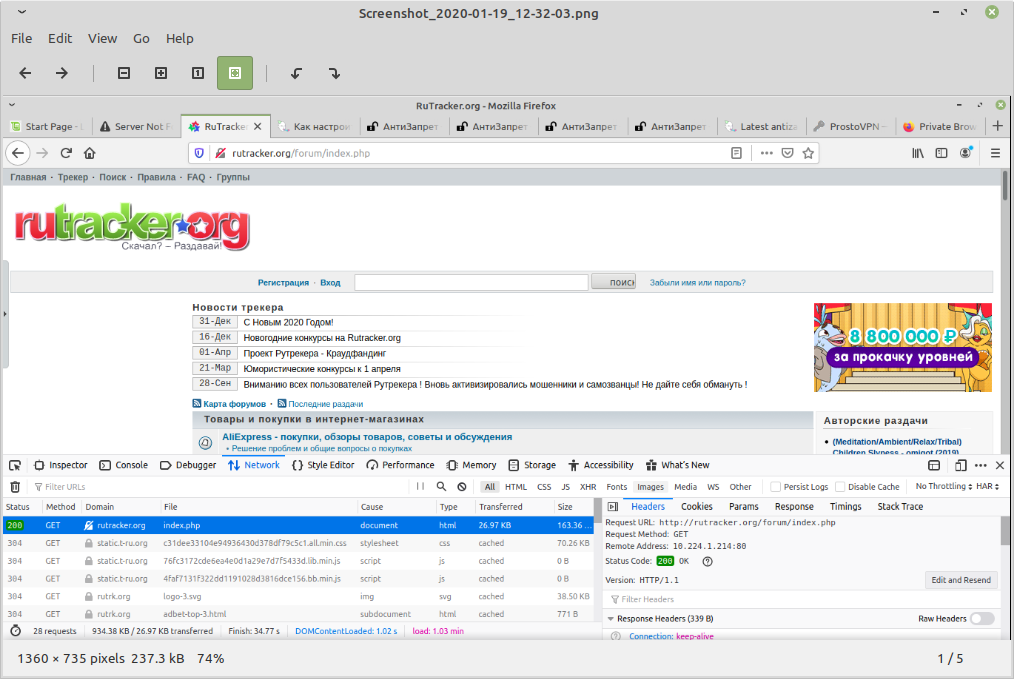 Screenshot_2020-01-19_12-32-03.png
File Edit View Go Help
RuTracker.org - Mozilla Firefox
Start Page - Server Not F RuTracker Как настрои АнтиЗапрет АнтиЗапрет АнтиЗапрет АнтиЗапрет Latest antiza ProstoVPN – Private Brow
rutracker.org/forum/index.php
Главная · Трекер · Поиск · Правила · FAQ · Группы
rutracker.org
Скачал? – Раздавай!
Регистрация · Вход поиск Забыли имя или пароль?
Новости трекера
31-Дек С Новым 2020 Годом!
16-Дек Новогодние конкурсы на Rutracker.org
01-Апр Проект Рутрекера - Краудфандинг
21-Мар Юмористические конкурсы к 1 апреля
28-Сен Вниманию всех пользователей Рутрекера ! Вновь активизировались мошенники и самозванцы! Не дайте себя обмануть !
8 800 000 ₽
за прокачку уровней
Карта форумов · Последние раздачи
Товары и покупки в интернет-магазинах
AliExpress - покупки, обзоры товаров, советы и обсуждения
• Решение проблем и общие вопросы о покупках
Авторские раздачи
(Meditation/Ambient/Relax/Tribal)
Children Slyness - omigot (2019)
Inspector Console Debugger Network Style Editor Performance Memory Storage Accessibility What's New
Filter URLs All HTML CSS JS XHR Fonts Images Media WS Other Persist Logs Disable Cache No Throttling HAR
Status Method Domain File Cause Type Transferred Size
200 GET rutracker.org index.php document html 26.97 KB 163.36 ...
304 GET static.t-ru.org c31dee33104e94936430d378df79c5c1.all.min.css stylesheet css cached 70.26 KB
304 GET static.t-ru.org 76fc3172cde6ea4e0d1a29e7d7f5433d.lib.min.js script js cached 0 B
304 GET static.t-ru.org 4faf7131f322dd1191028d3816dce156.bb.min.js script js cached 0 B
304 GET rutrk.org logo-3.svg img svg cached 38.50 KB
304 GET rutrk.org adbet-top-3.html subdocument html cached 771 B
28 requests 934.38 KB / 26.97 KB transferred Finish: 34.77 s DOMContentLoaded: 1.02 s load: 1.03 min
Headers Cookies Params Response Timings Stack Trace
Request URL: http://rutracker.org/forum/index.php
Request Method: GET
Remote Address: 10.224.1.214:80
Status Code: 200 OK
Version: HTTP/1.1 Edit and Resend
Filter Headers
Response Headers (339 B) Raw Headers
Connection: keep-alive
1360 × 735 pixels 237.3 kB 74% 1 / 5